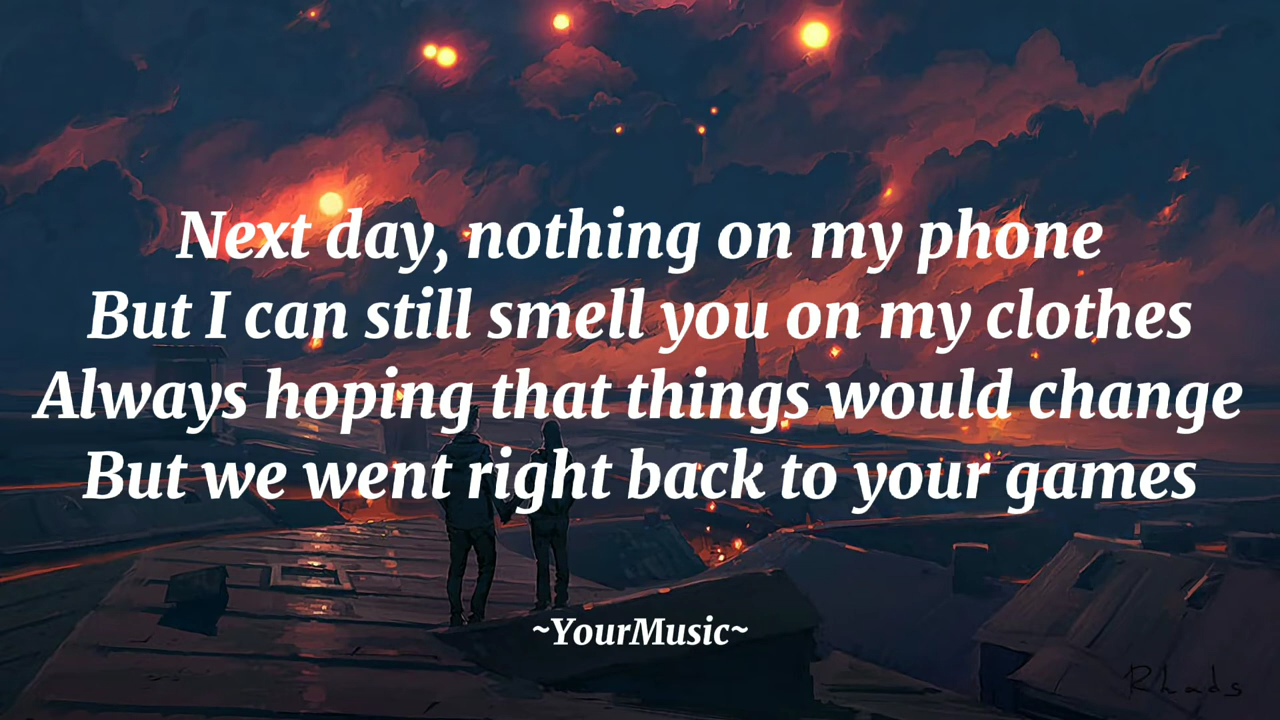 Next day, nothing on my phone
But I can still smell you on my clothes
Always hoping that things would change
But we went right back to your games
~YourMusic~
Rhads